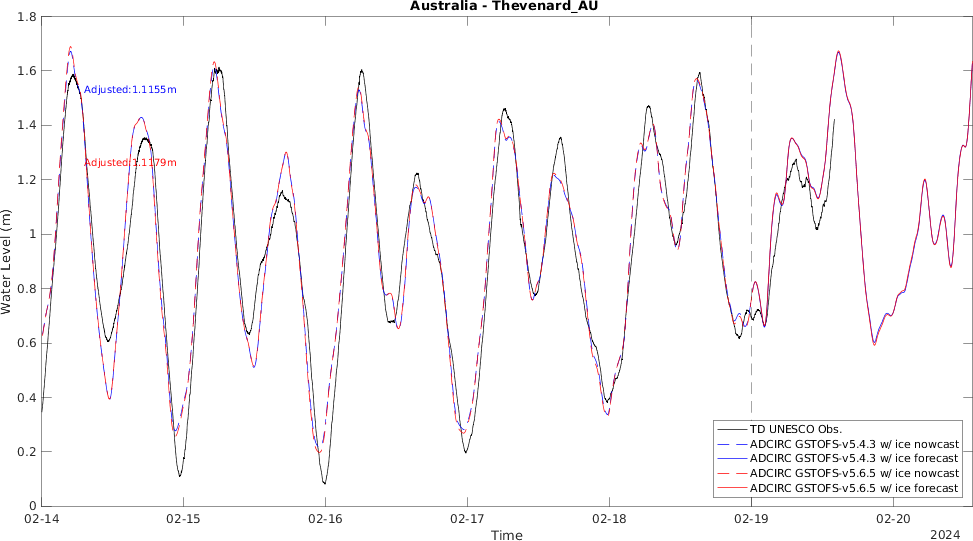 Australia - Thevenard_AU
1.8
1.6
1.4
1.2
1
0.8
0.6
0.4
0.2
0
Water Level (m)
Adjusted:1.1155m
Adjusted:1.1179m
TD UNESCO Obs.
ADCIRC GSTOFS-v5.4.3 w/ ice nowcast
ADCIRC GSTOFS-v5.4.3 w/ ice forecast
ADCIRC GSTOFS-v5.6.5 w/ ice nowcast
ADCIRC GSTOFS-v5.6.5 w/ ice forecast
02-14 02-15 02-16 02-17 02-18 02-19 02-20
Time
2024